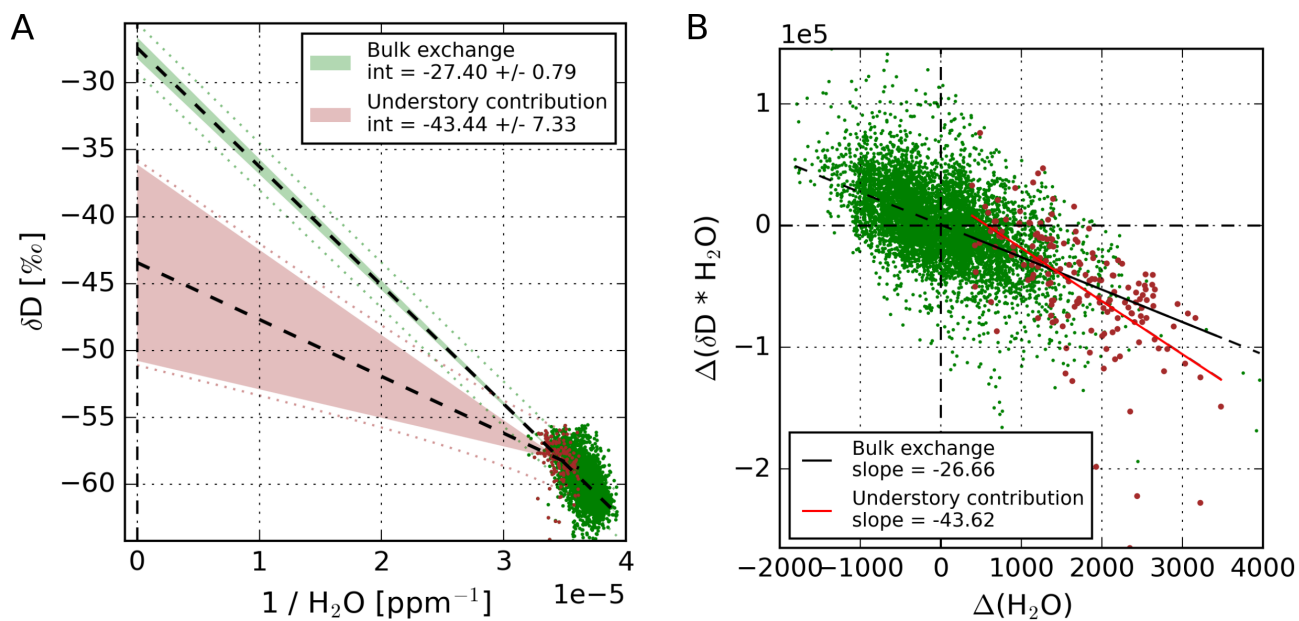 A
Bulk exchange
int = -27.40 +/- 0.79
Understory contribution
int = -43.44 +/- 7.33
δD [‰]
−30
−35
−40
−45
−50
−55
−60
0
1
2
3
4
1e−5
1 / H₂O [ppm⁻¹]
B
1e5
Δ(δD * H₂O)
1
0
−1
−2
Bulk exchange
slope = -26.66
Understory contribution
slope = -43.62
−2000
−1000
0
1000
2000
3000
4000
Δ(H₂O)